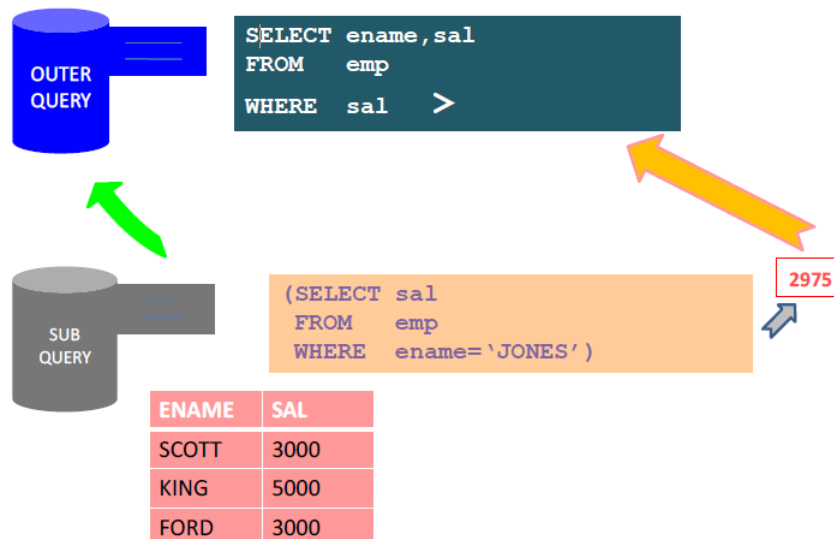 OUTER
QUERY
SELECT ename,sal
FROM emp
WHERE sal >
2975
SUB
QUERY
(SELECT sal
FROM emp
WHERE ename=‘JONES’)
ENAME SAL
SCOTT 3000
KING 5000
FORD 3000